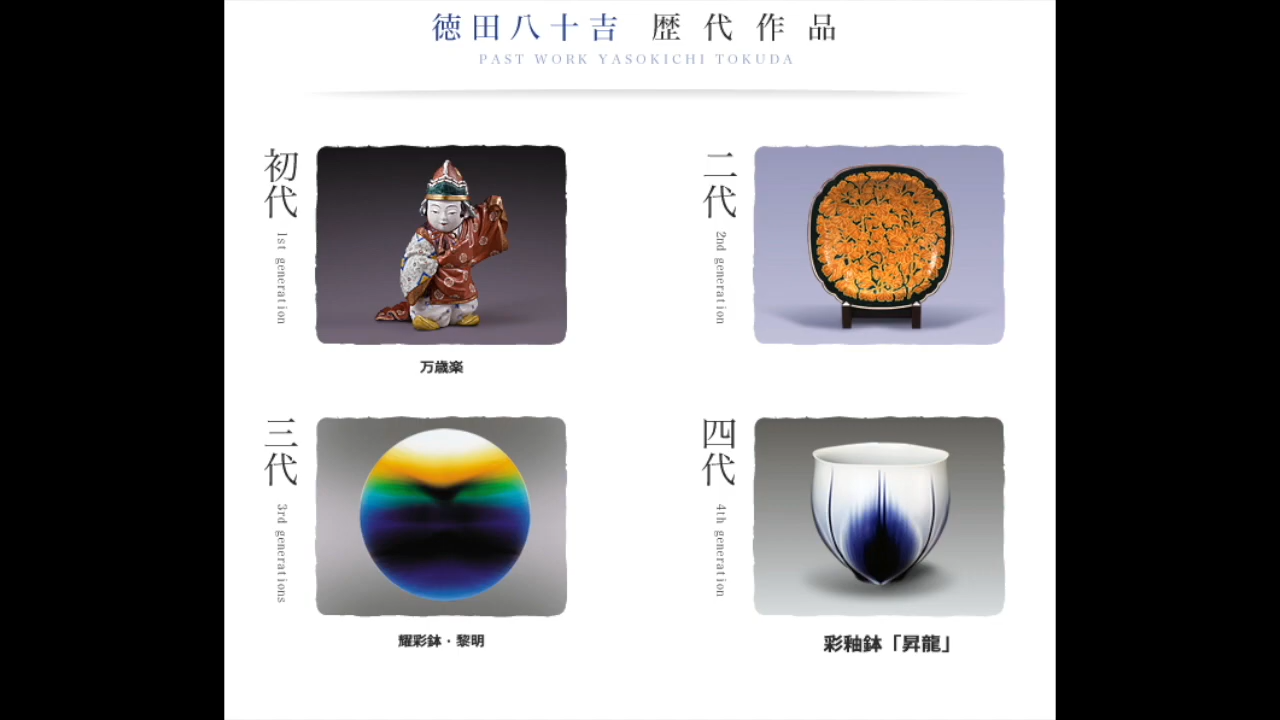 徳田八十吉 歴代作品
PAST WORK YASOKICHI TOKUDA
初代
1st generation
万歳楽
二代
2nd generation
三代
3rd generations
耀彩鉢・黎明
四代
4th generation
彩釉鉢「昇龍」